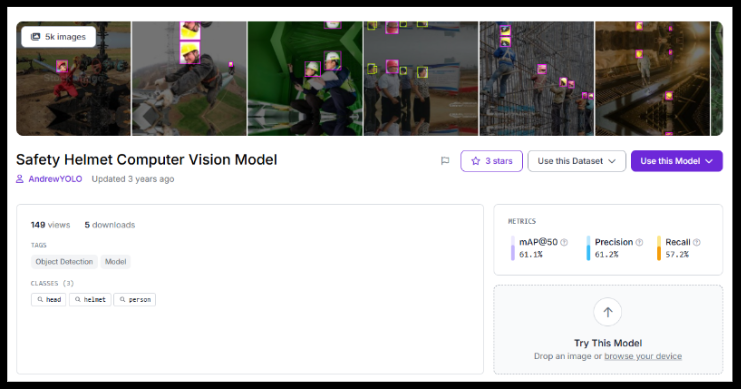 5k images
Safety Helmet Computer Vision Model
3 stars
Use this Dataset
Use this Model
AndrewYOLO Updated 3 years ago
149 views 5 downloads
TAGS
Object Detection Model
CLASSES (3)
head helmet person
METRICS
mAP@50 Precision Recall
61.1% 61.2% 57.2%
Try This Model
Drop an image or browse your device